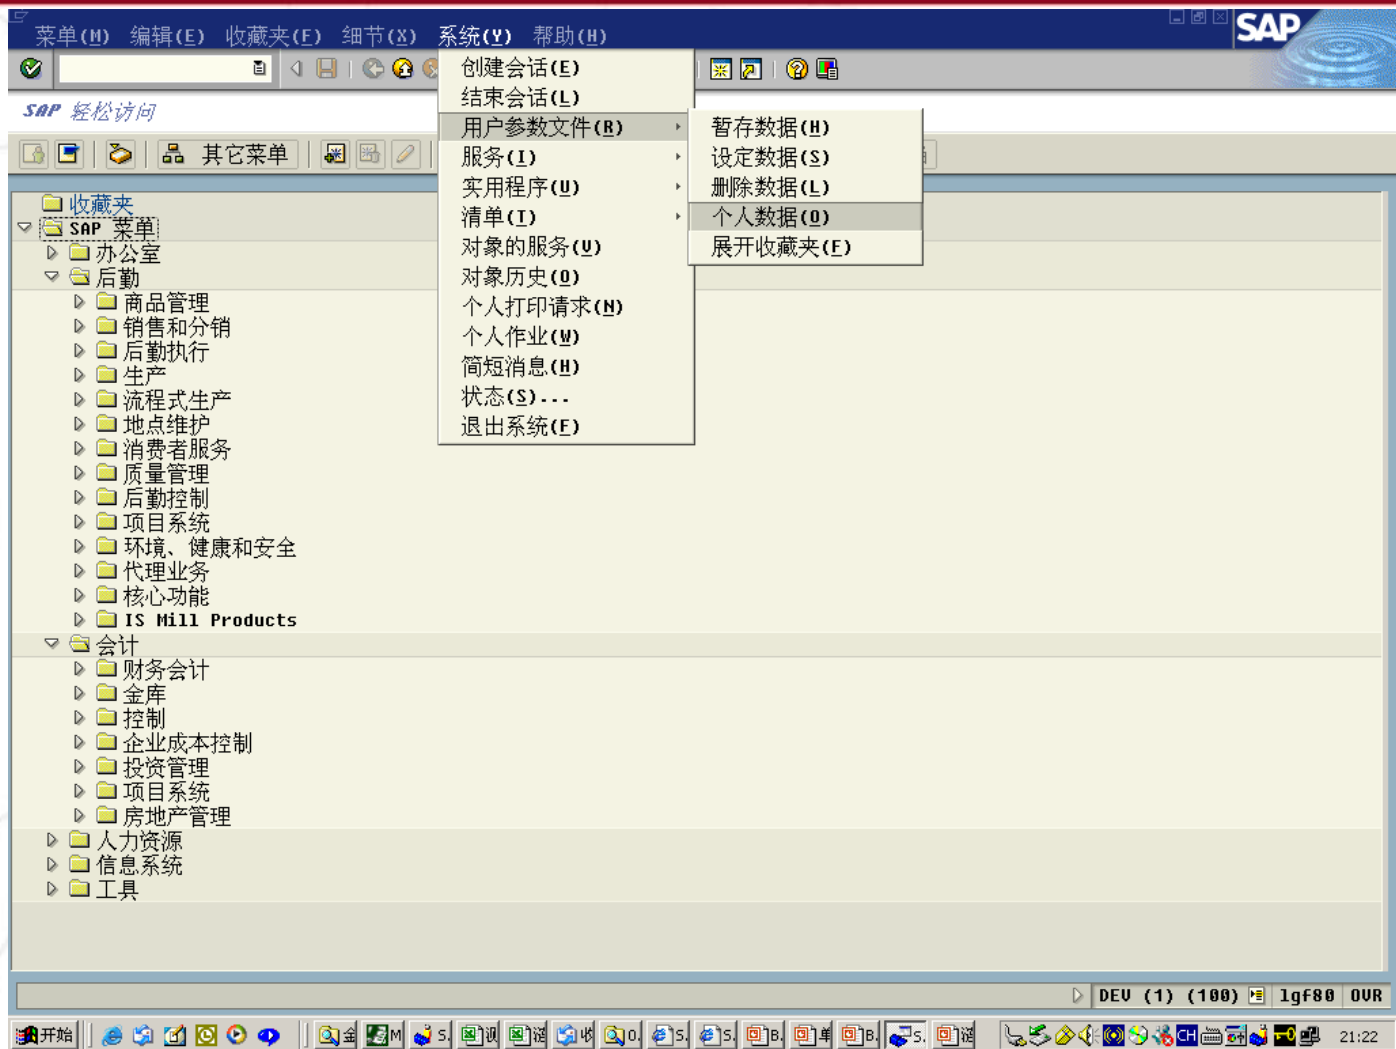 菜单(M) 编辑(E) 收藏夹(F) 细节(X) 系统(Y) 帮助(H)
SAP
SAP 轻松访问
其它菜单
创建会话(E)
结束会话(L)
用户参数文件(R)
服务(I)
实用程序(U)
清单(T)
对象的服务(V)
对象历史(O)
个人打印请求(N)
个人作业(W)
简短消息(H)
状态(S)...
退出系统(F)
暂存数据(H)
设定数据(S)
删除数据(L)
个人数据(O)
展开收藏夹(F)
收藏夹
SAP 菜单
办公室
后勤
商品管理
销售和分销
后勤执行
生产
流程式生产
地点维护
消费者服务
质量管理
后勤控制
项目系统
环境、健康和安全
代理业务
核心功能
IS Mill Products
会计
财务会计
金库
控制
企业成本控制
投资管理
项目系统
房地产管理
人力资源
信息系统
工具
DEV (1) (100) lgf80 OVR
开始 金 M S. O. S. S. B. 单 B. S. CH 21:22